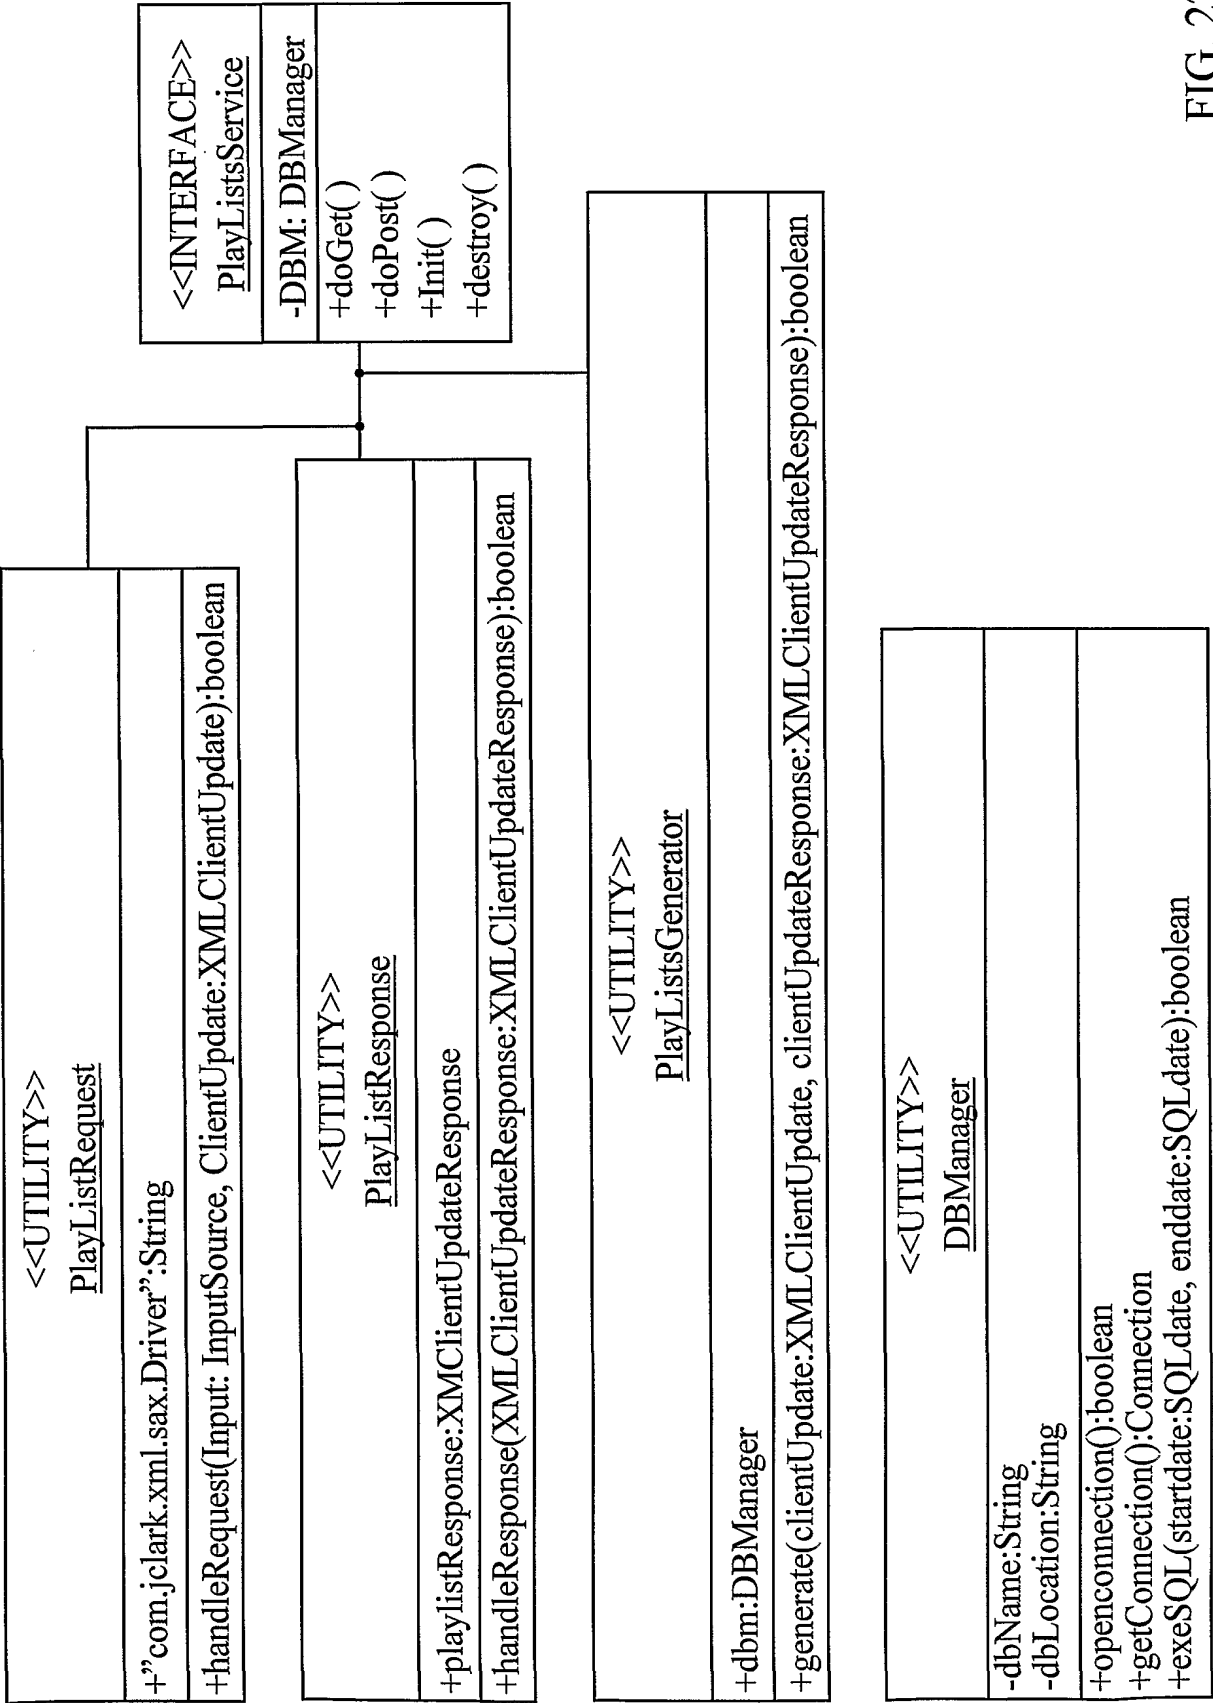 <<UTILITY>>
PlayListRequest
+”com.jclark.xml.sax.Driver”:String
+handleRequest(Input: InputSource, ClientUpdate:XMLClientUpdate):boolean
<<UTILITY>>
PlayListResponse
+playlistResponse:XMClientUpdateResponse
+handleResponse(XMLClientUpdateResponse:XMLClientUpdateResponse):boolean
<<INTERFACE>>
PlayListsService
-DBM: DBManager
+doGet( )
+doPost( )
+Init( )
+destroy( )
<<UTILITY>>
PlayListsGenerator
+dbm:DBManager
+generate(clientUpdate:XMLClientUpdate, clientUpdateResponse:XMLClientUpdateResponse):boolean
<<UTILITY>>
DBManager
-dbName:String
-dbLocation:String
+openconnection():boolean
+getConnection():Connection
+exeSQL(startdate:SQLdate, enddate:SQLdate):boolean
FIG.